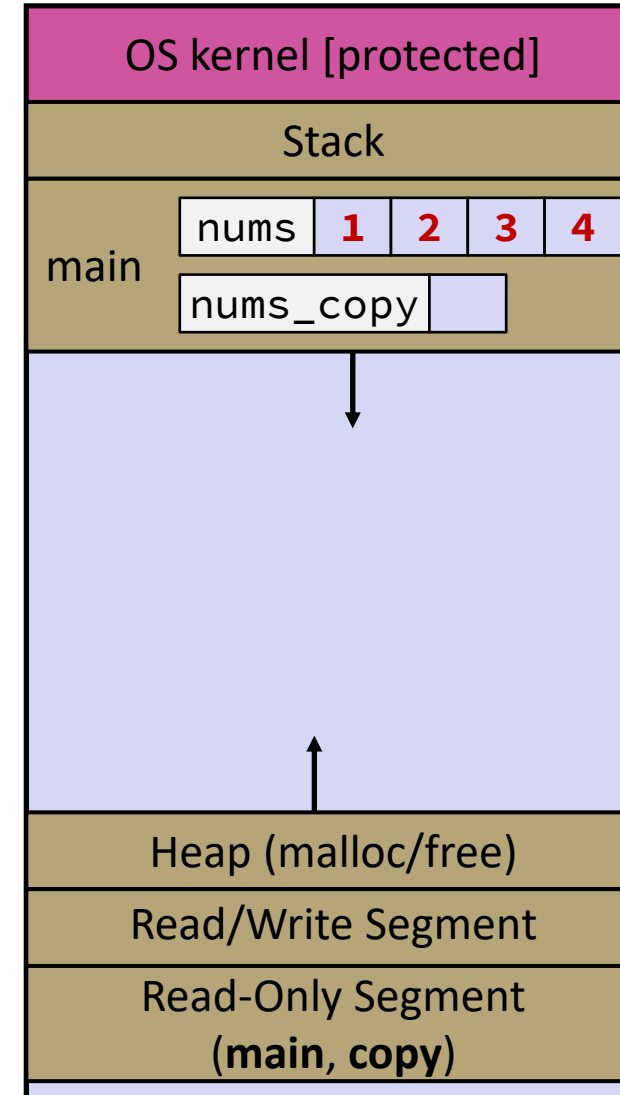 OS kernel [protected]
Stack
main
nums 1 2 3 4
nums_copy
Heap (malloc/free)
Read/Write Segment
Read-Only Segment
(main, copy)